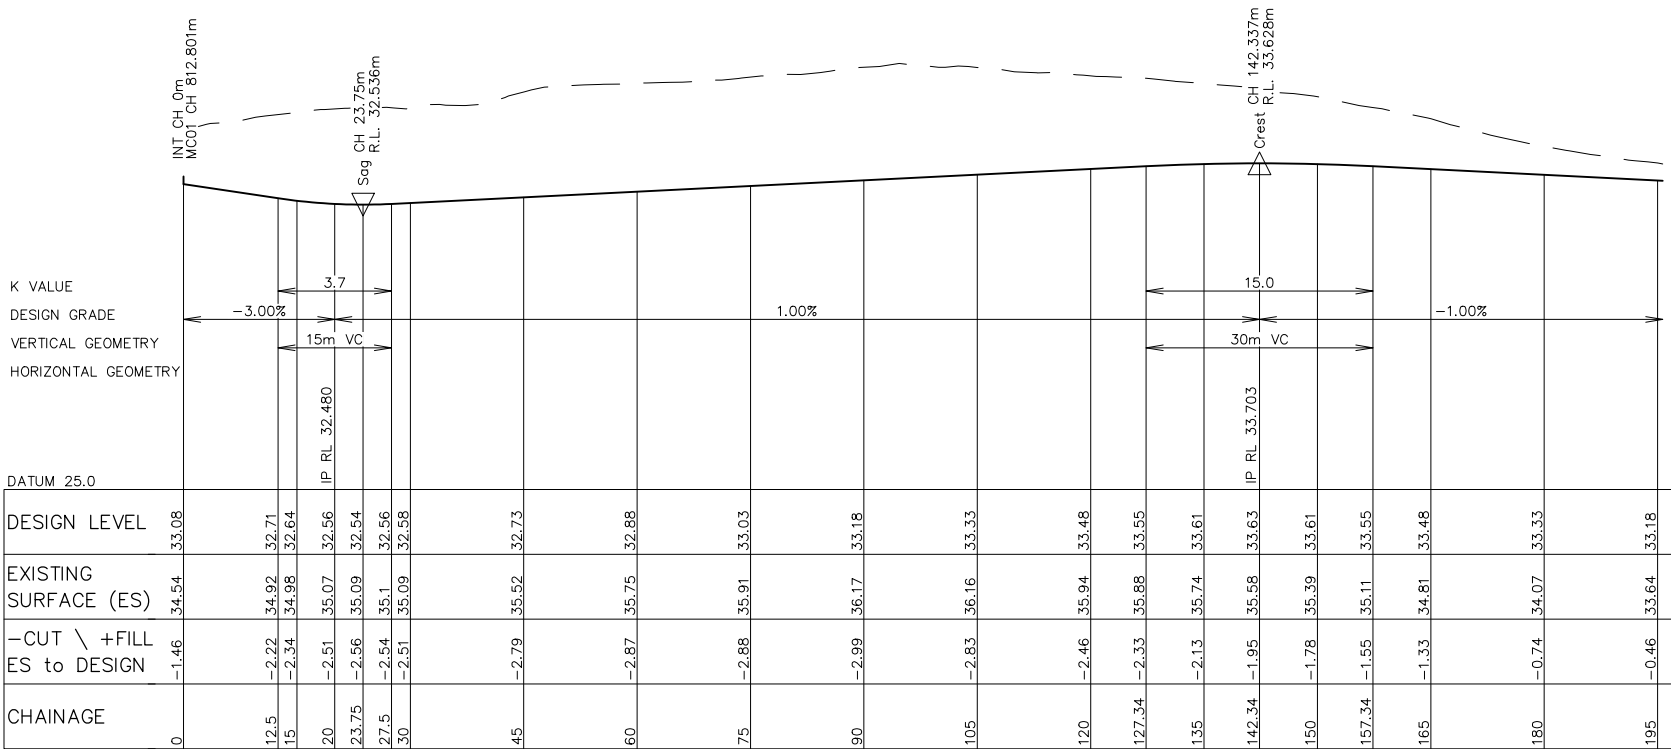 INT CH 0m
MC01 CH 812.801m
Sag CH 23.75m
R.L. 32.536m
Crest CH 142.337m
R.L. 33.628m
K VALUE 3.7 15.0
DESIGN GRADE -3.00% 1.00% -1.00%
VERTICAL GEOMETRY 15m VC 30m VC
HORIZONTAL GEOMETRY
IP RL 32.480
IP RL 33.703
DATUM 25.0
DESIGN LEVEL 33.08 32.71 32.64 32.56 32.54 32.56 32.58 32.73 32.88 33.03 33.18 33.33 33.48 33.55 33.61 33.63 33.61 33.55 33.48 33.33 33.18
EXISTING
SURFACE (ES) 34.54 34.92 34.98 35.07 35.09 35.1 35.09 35.52 35.75 35.91 36.17 36.16 35.94 35.88 35.74 35.58 35.39 35.11 34.81 34.07 33.64
-CUT \ +FILL
ES to DESIGN -1.46 -2.22 -2.34 -2.51 -2.56 -2.54 -2.51 -2.79 -2.87 -2.88 -2.99 -2.83 -2.46 -2.33 -2.13 -1.95 -1.78 -1.55 -1.33 -0.74 -0.46
CHAINAGE 0 12.5 15 20 23.75 27.5 30 45 60 75 90 105 120 127.34 135 142.34 150 157.34 165 180 195